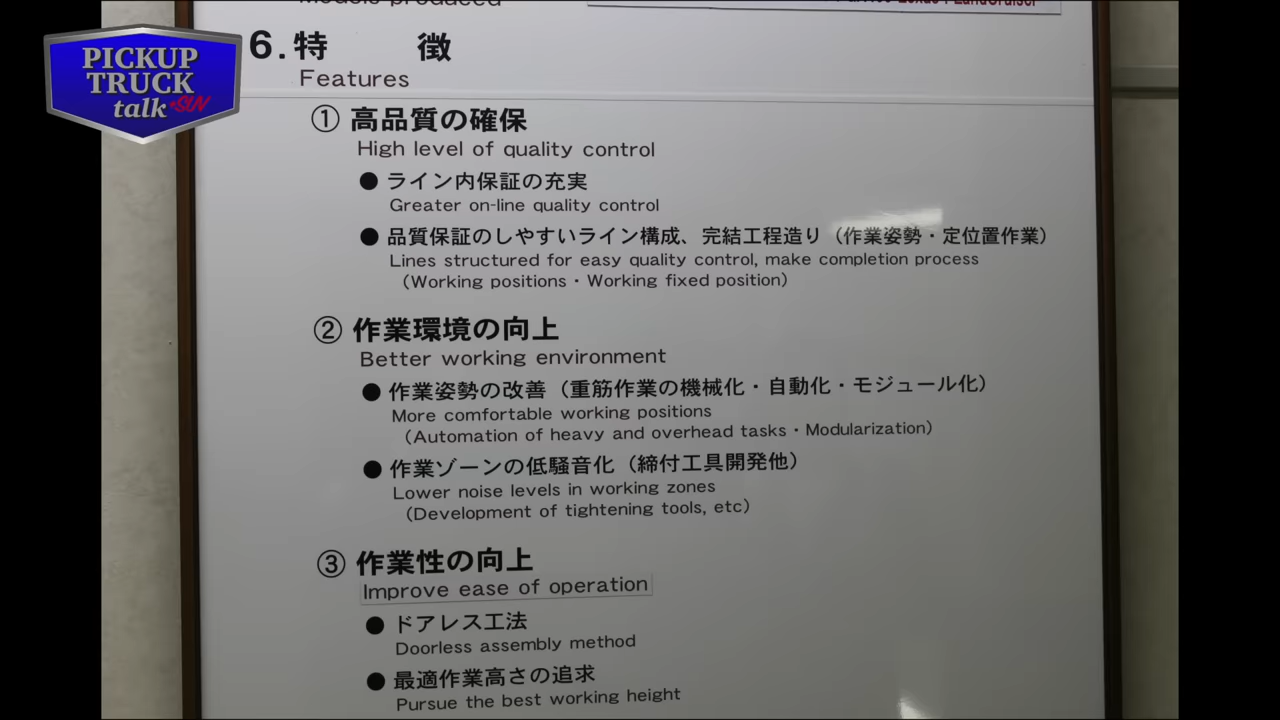 Models produced
Lexus : LandCruiser
PICKUP
TRUCK
talk +SUV
6.特 徴
Features
① 高品質の確保
High level of quality control
● ライン内保証の充実
Greater on-line quality control
● 品質保証のしやすいライン構成、完結工程造り（作業姿勢・定位置作業）
Lines structured for easy quality control, make completion process
（Working positions・Working fixed position）
② 作業環境の向上
Better working environment
● 作業姿勢の改善（重筋作業の機械化・自動化・モジュール化）
More comfortable working positions
（Automation of heavy and overhead tasks・Modularization）
● 作業ゾーンの低騒音化（締付工具開発他）
Lower noise levels in working zones
（Development of tightening tools, etc）
③ 作業性の向上
Improve ease of operation
● ドアレス工法
Doorless assembly method
● 最適作業高さの追求
Pursue the best working height